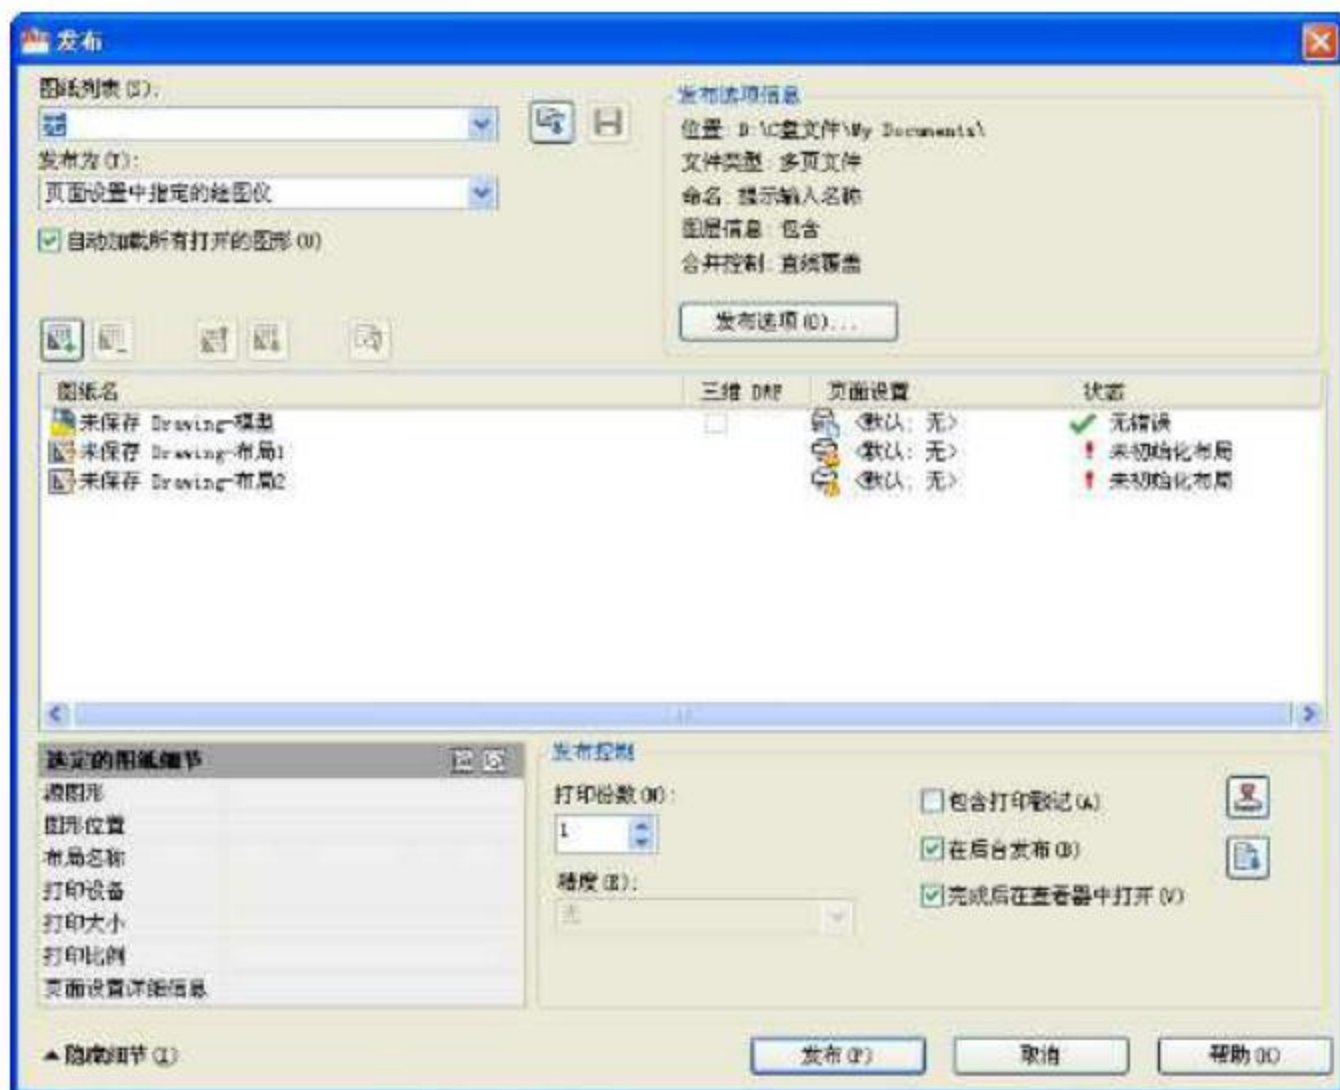 发布
图纸列表(S):
无
发布为(T):
页面设置中指定的绘图仪
自动加载所有打开的图形(U)
发布选项信息
位置: D:\C盘文件\My Documents\
文件类型: 多页文件
命名: 提示输入名称
图层信息: 包含
合并控制: 直线覆盖
发布选项(O)...
图纸名 三维 DWF 页面设置 状态
未保存 Drawing-模型 <默认: 无> 无错误
未保存 Drawing-布局1 <默认: 无> 未初始化布局
未保存 Drawing-布局2 <默认: 无> 未初始化布局
选定的图纸细节
源图形
图形位置
布局名称
打印设备
打印大小
打印比例
页面设置详细信息
发布控制
打印份数(N):
1
精度(E):
无
包含打印戳记(A)
在后台发布(B)
完成后在查看器中打开(V)
隐藏细节(I)
发布(P)
取消
帮助(H)